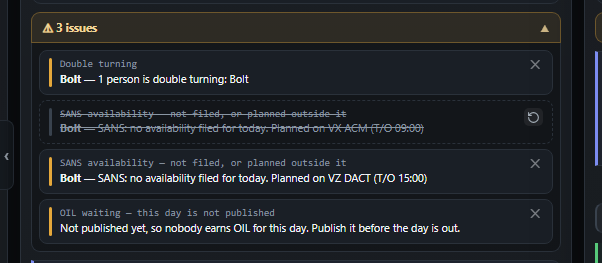 ⚠ 3 issues
Double turning
Bolt — 1 person is double turning: Bolt
SANS availability — not filed, or planned outside it
Bolt — SANS: no availability filed for today. Planned on VX ACM (T/O 09:00)
SANS availability — not filed, or planned outside it
Bolt — SANS: no availability filed for today. Planned on VZ DACT (T/O 15:00)
OIL waiting — this day is not published
Not published yet, so nobody earns OIL for this day. Publish it before the day is out.